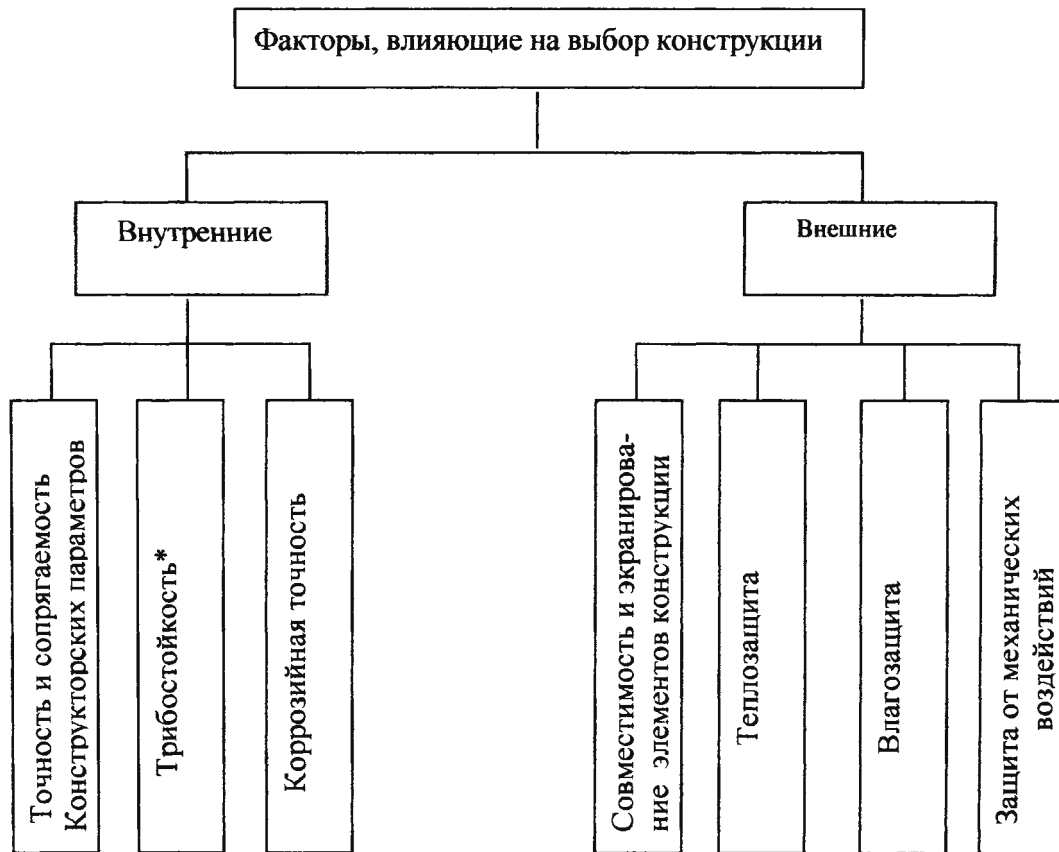 Факторы, влияющие на выбор конструкции
Внутренние
Внешние
Точность и сопрягаемость
Конструкторских параметров
Трибостойкость*
Коррозийная точность
Совместимость и экранирова-
ние элементов конструкции
Теплозащита
Влагозащита
Защита от механических
воздействий